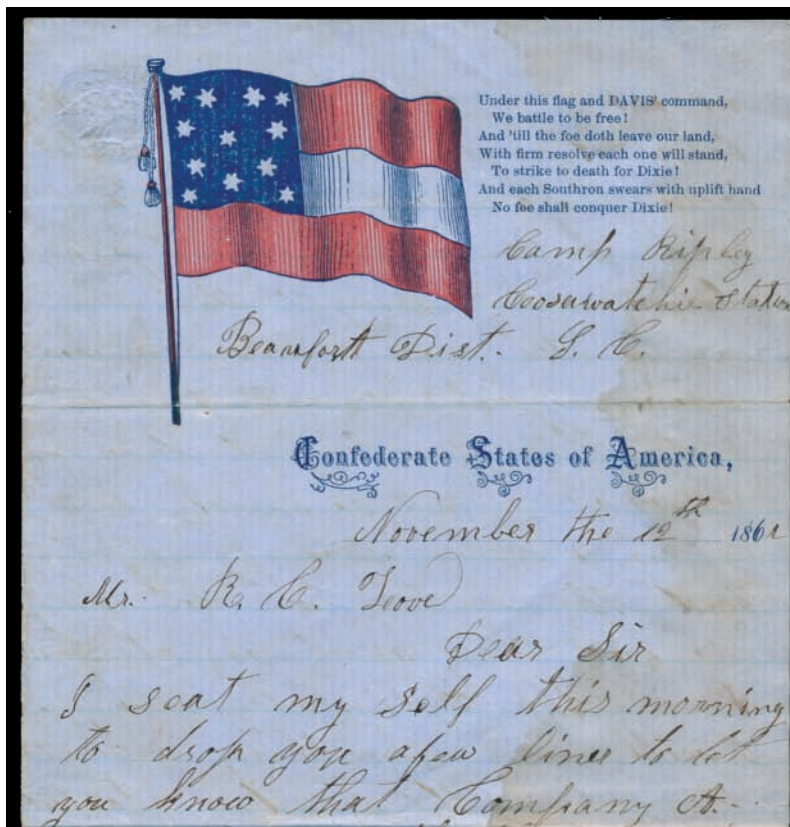 Under this flag and DAVIS' command,
We battle to be free!
And 'till the foe doth leave our land,
With firm resolve each one will stand,
To strike to death for Dixie!
And each Southron swears with uplift hand
No foe shall conquer Dixie!
Camp Ripley
Coosawatchie Station
Beaufort Dist. S. C.
Confederate States of America,
November the 12th 1861
Mr. R. C.
Dear Sir
I seat my self this morning
to drop you a few lines to let
you know that Company A.